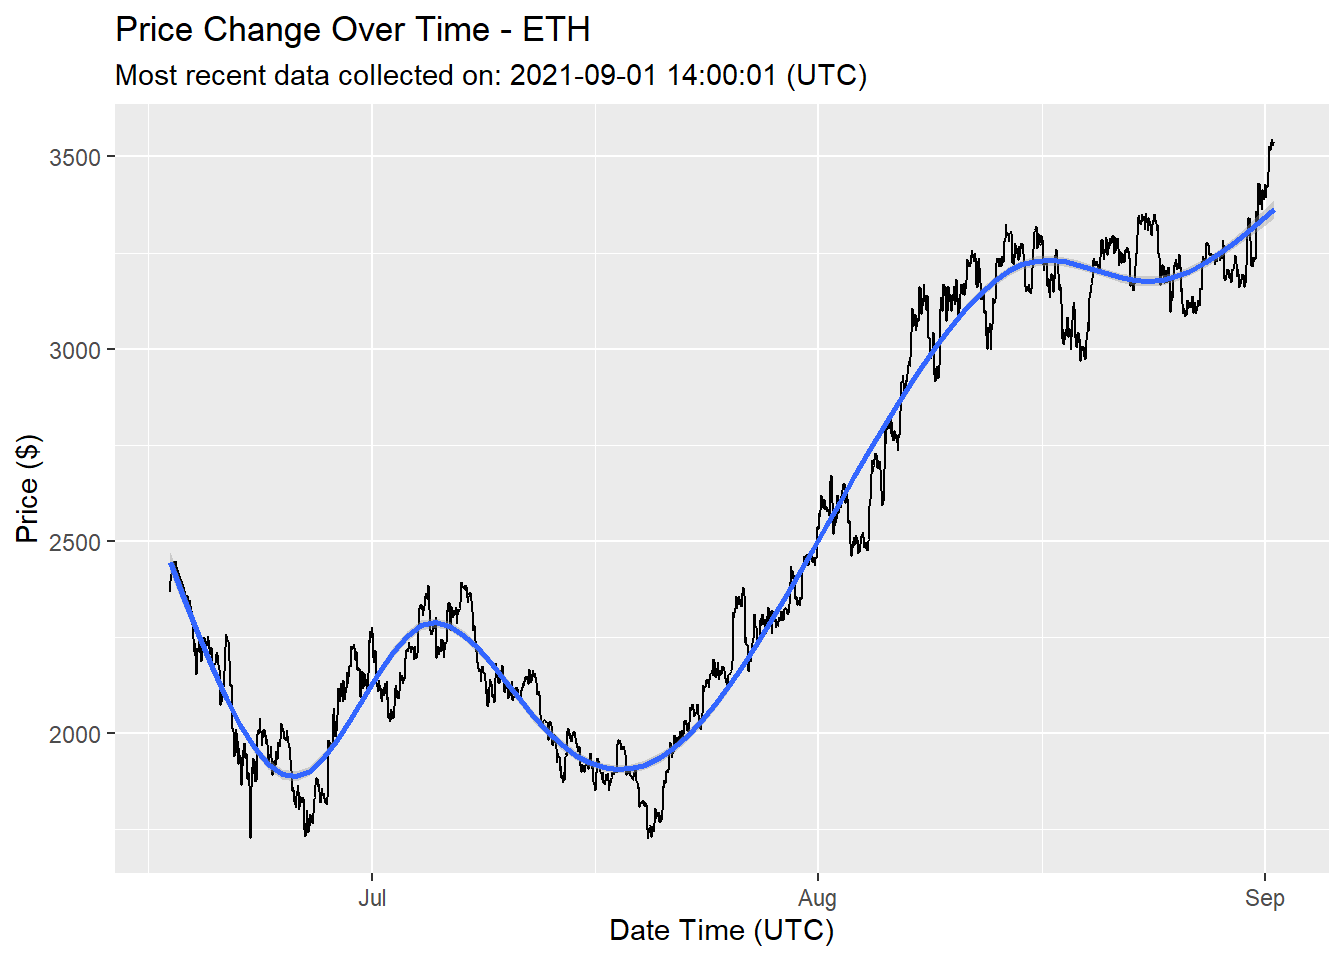 Price Change Over Time - ETH
Most recent data collected on: 2021-09-01 14:00:01 (UTC)
3500
3000
2500
2000
Price ($)
Jul
Aug
Sep
Date Time (UTC)